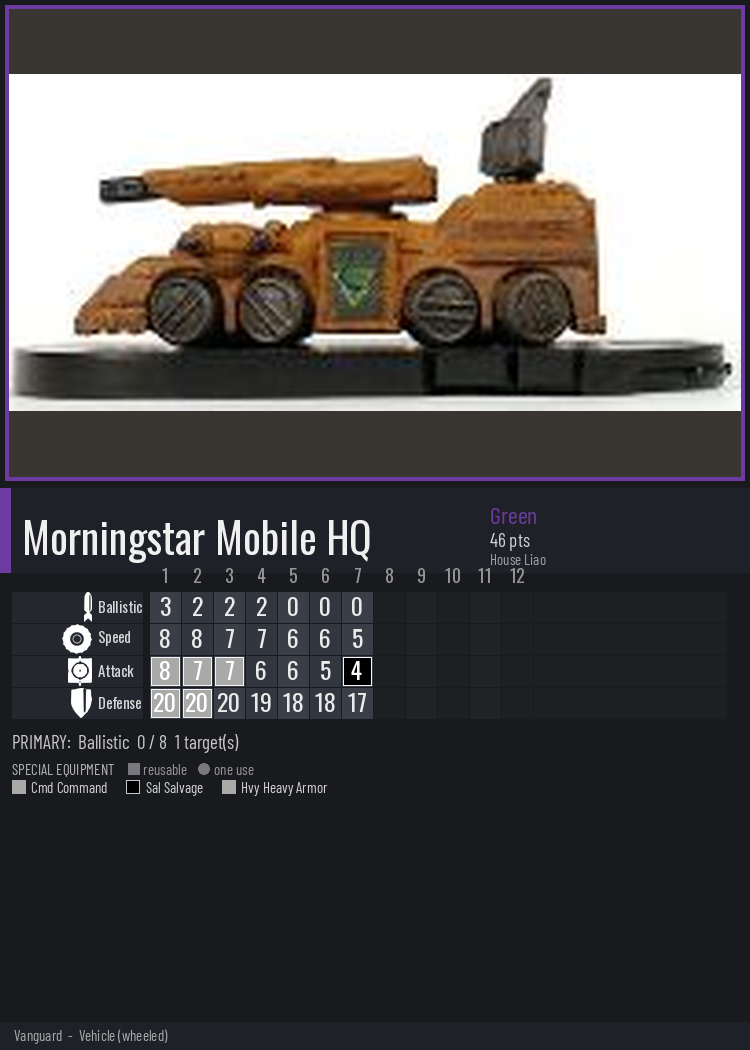 Morningstar Mobile HQ
Green
46 pts
House Liao
1 2 3 4 5 6 7 8 9 10 11 12
Ballistic 3 2 2 2 0 0 0
Speed 8 8 7 7 6 6 5
Attack 8 7 7 6 6 5 4
Defense 20 20 20 19 18 18 17
PRIMARY: Ballistic 0 / 8 1 target(s)
SPECIAL EQUIPMENT reusable one use
Cmd Command Sal Salvage Hvy Heavy Armor
Vanguard - Vehicle (wheeled)